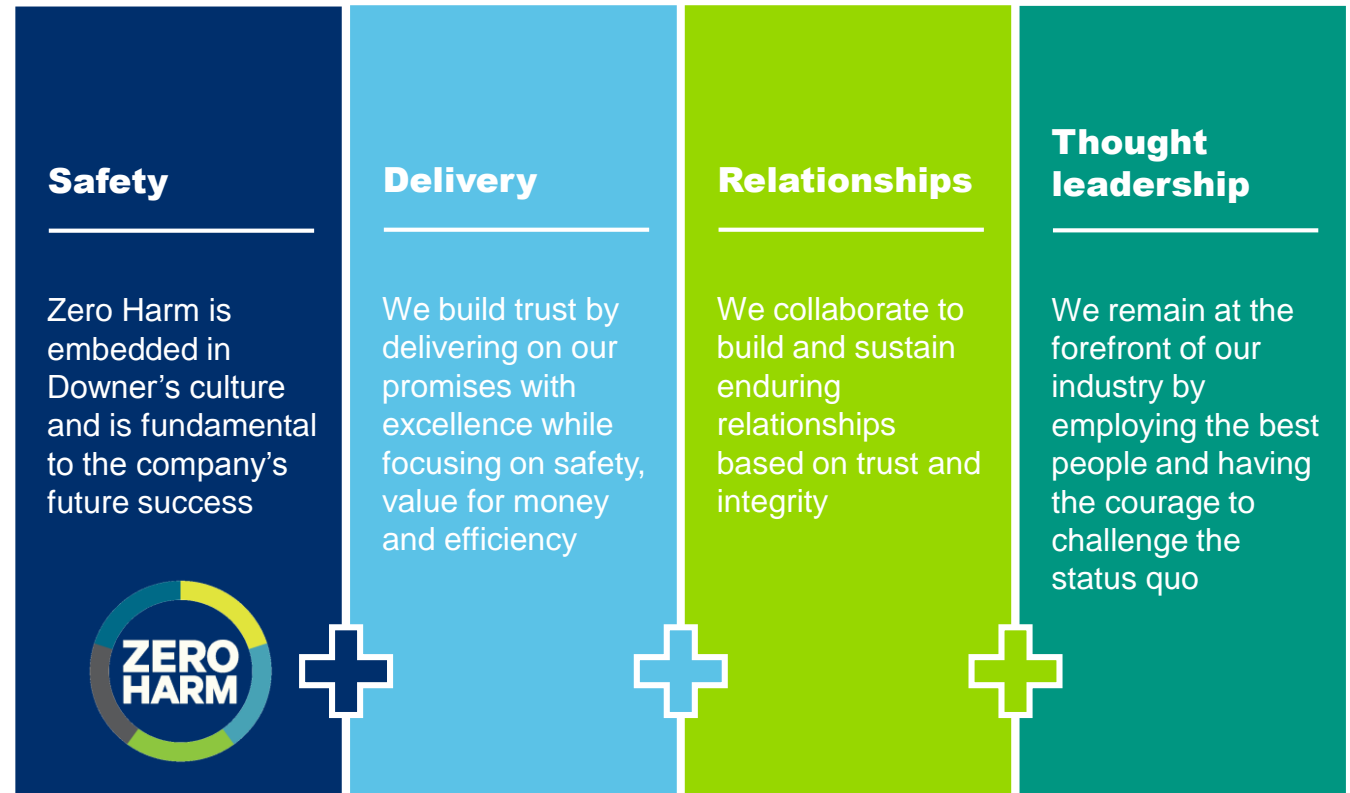 Safety
Zero Harm is
embedded in
Downer’s culture
and is fundamental
to the company’s
future success
ZERO
HARM
Delivery
We build trust by
delivering on our
promises with
excellence while
focusing on safety,
value for money
and efficiency
Relationships
We collaborate to
build and sustain
enduring
relationships
based on trust and
integrity
Thought
leadership
We remain at the
forefront of our
industry by
employing the best
people and having
the courage to
challenge the
status quo